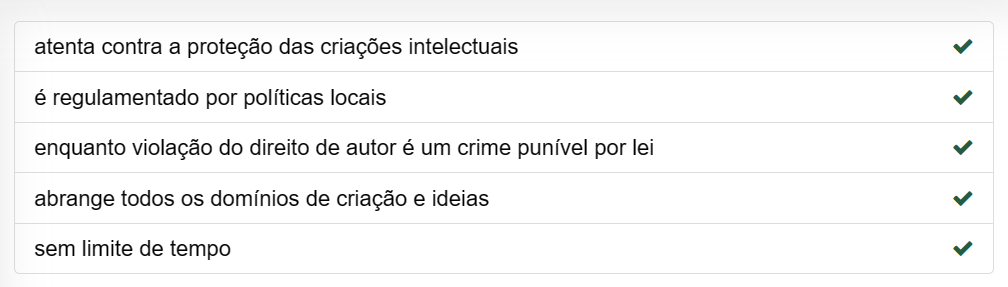 atenta contra a proteção das criações intelectuais
é regulamentado por políticas locais
enquanto violação do direito de autor é um crime punível por lei
abrange todos os domínios de criação e ideias
sem limite de tempo